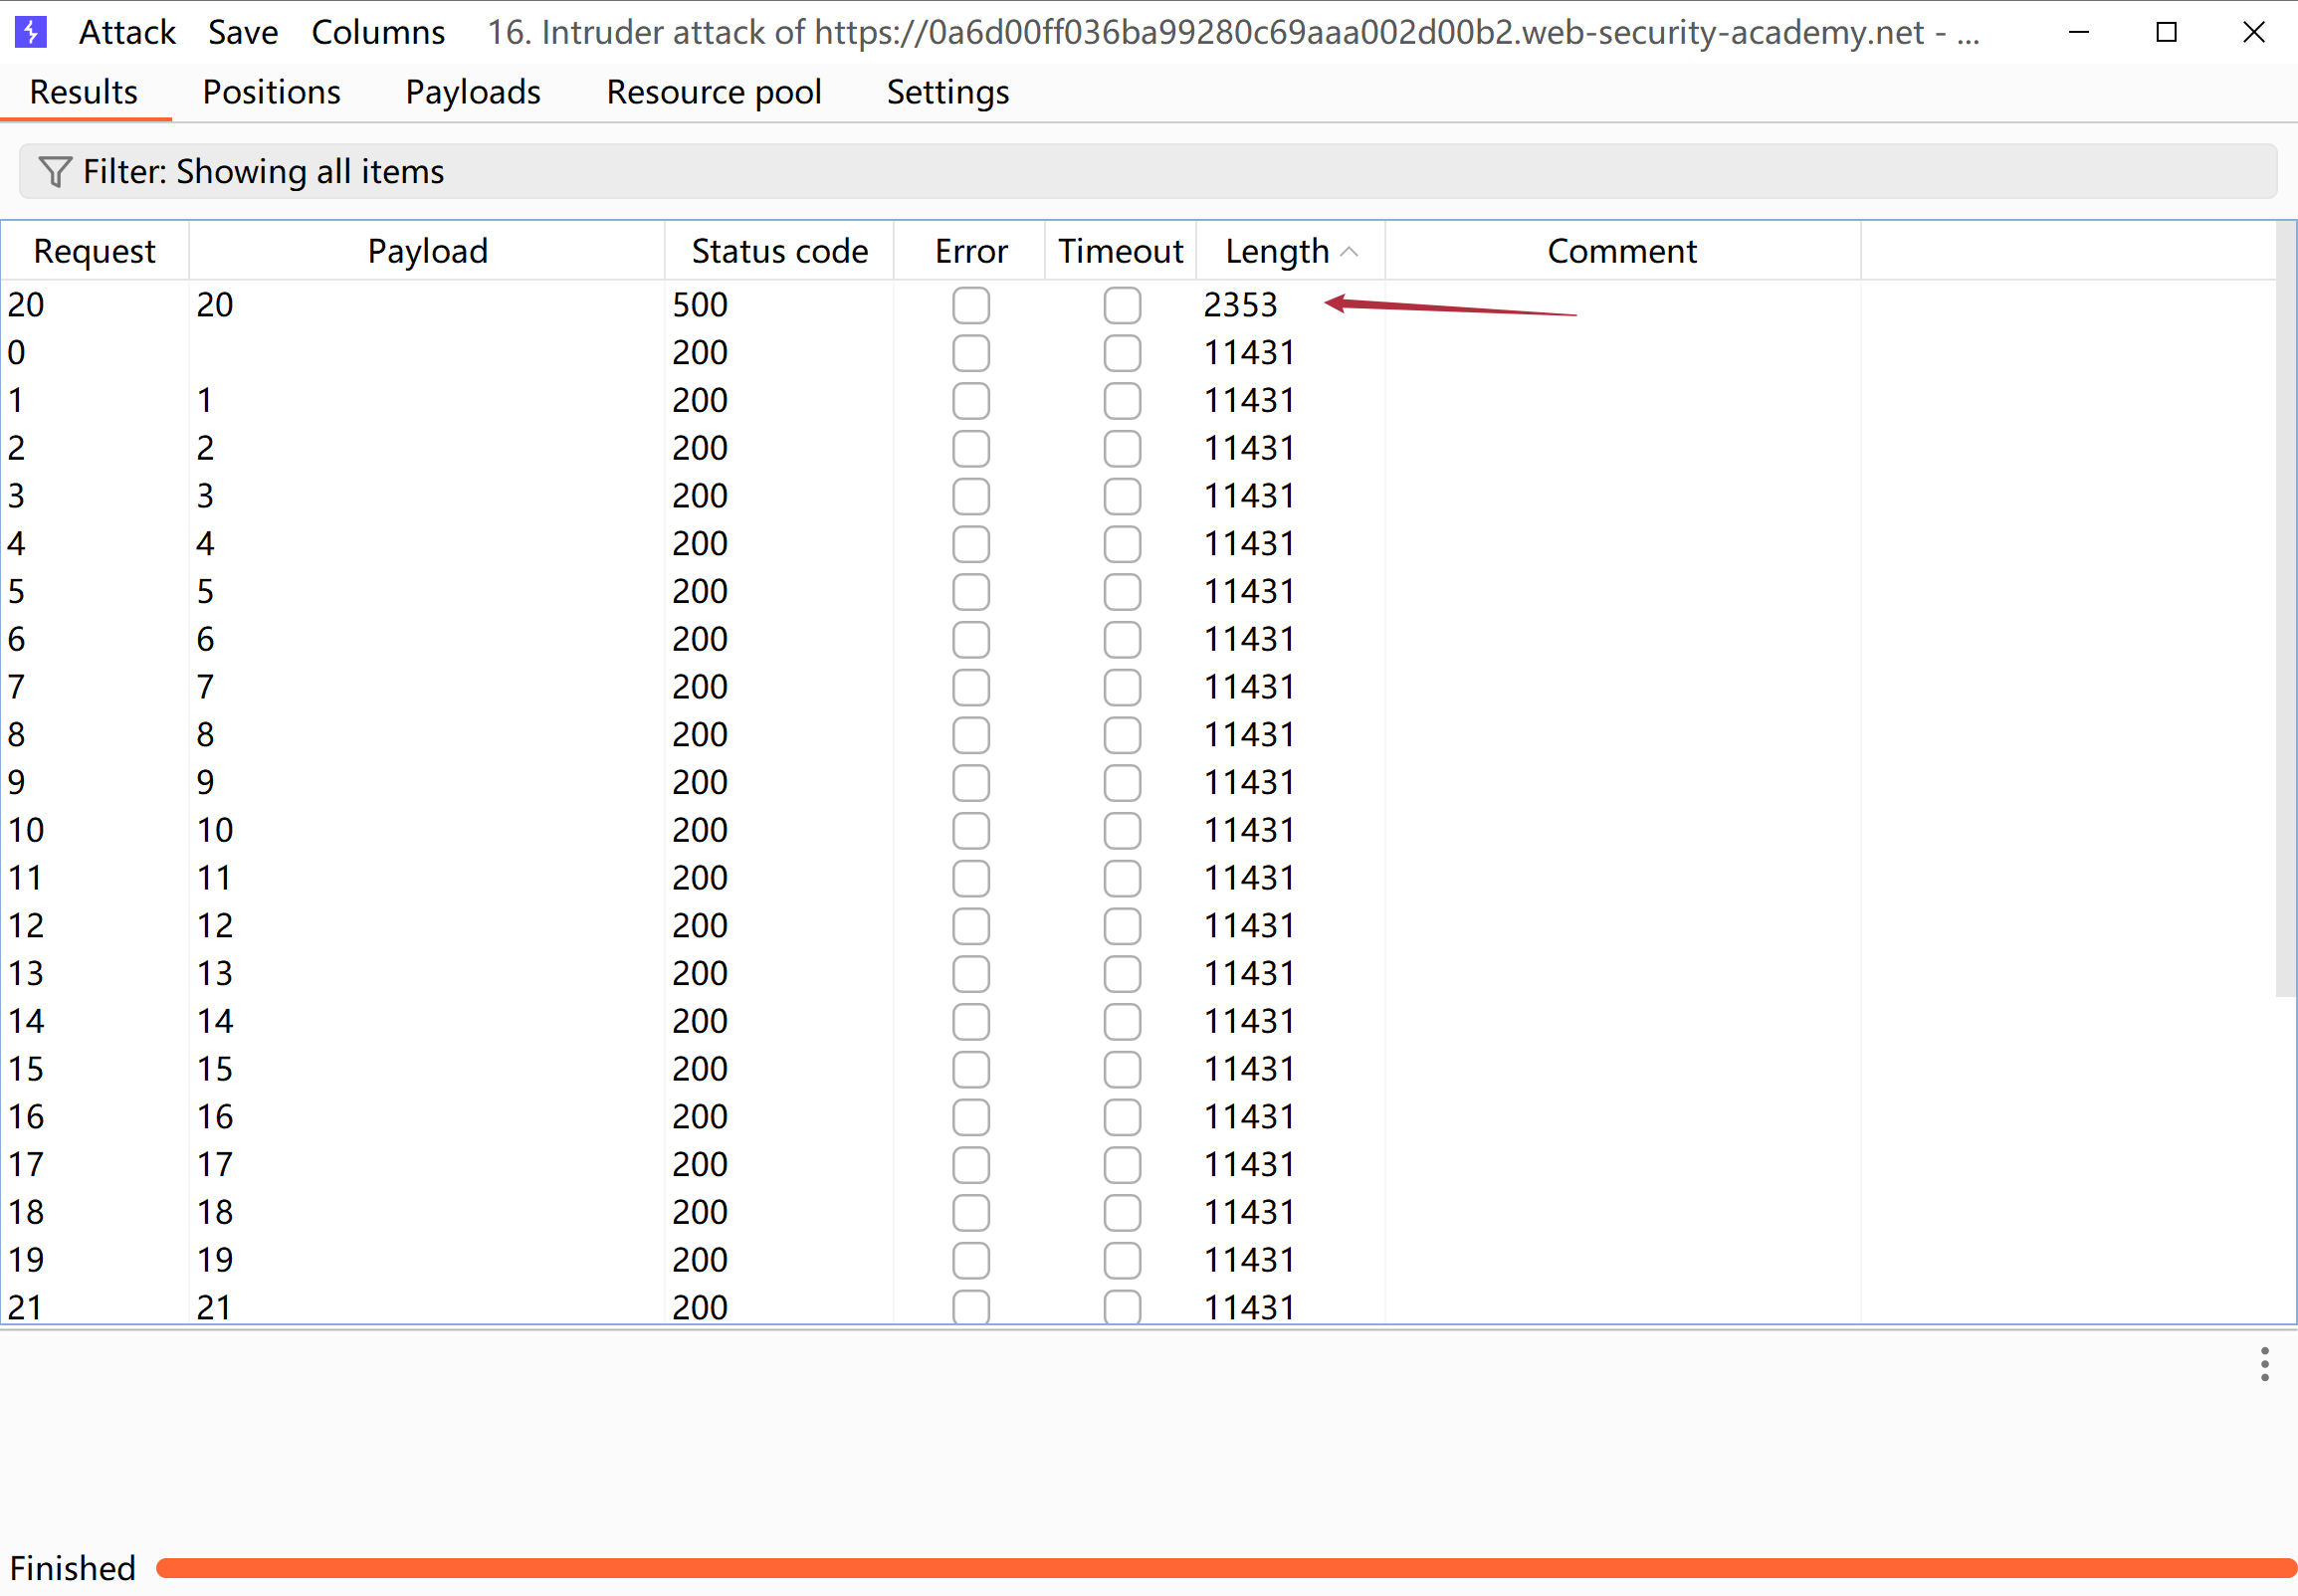 Attack Save Columns 16. Intruder attack of https://0a6d00ff036ba99280c69aaa002d00b2.web-security-academy.net - ...
Results Positions Payloads Resource pool Settings
Filter: Showing all items
Request Payload Status code Error Timeout Length Comment
20 20 500 2353
0 200 11431
1 1 200 11431
2 2 200 11431
3 3 200 11431
4 4 200 11431
5 5 200 11431
6 6 200 11431
7 7 200 11431
8 8 200 11431
9 9 200 11431
10 10 200 11431
11 11 200 11431
12 12 200 11431
13 13 200 11431
14 14 200 11431
15 15 200 11431
16 16 200 11431
17 17 200 11431
18 18 200 11431
19 19 200 11431
21 21 200 11431
Finished